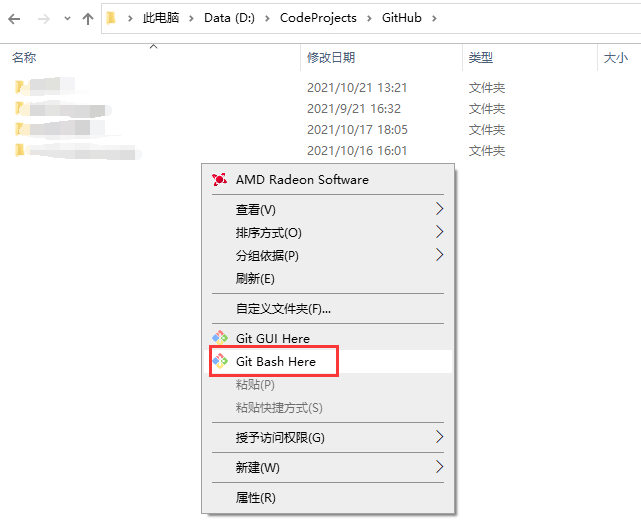 此电脑 > Data (D:) > CodeProjects > GitHub >
名称 修改日期 类型 大小
2021/10/21 13:21 文件夹
2021/9/21 16:32 文件夹
2021/10/17 18:05 文件夹
2021/10/16 16:01 文件夹
AMD Radeon Software
查看(V)
排序方式(O)
分组依据(P)
刷新(E)
自定义文件夹(F)...
Git GUI Here
Git Bash Here
粘贴(P)
粘贴快捷方式(S)
授予访问权限(G)
新建(W)
属性(R)